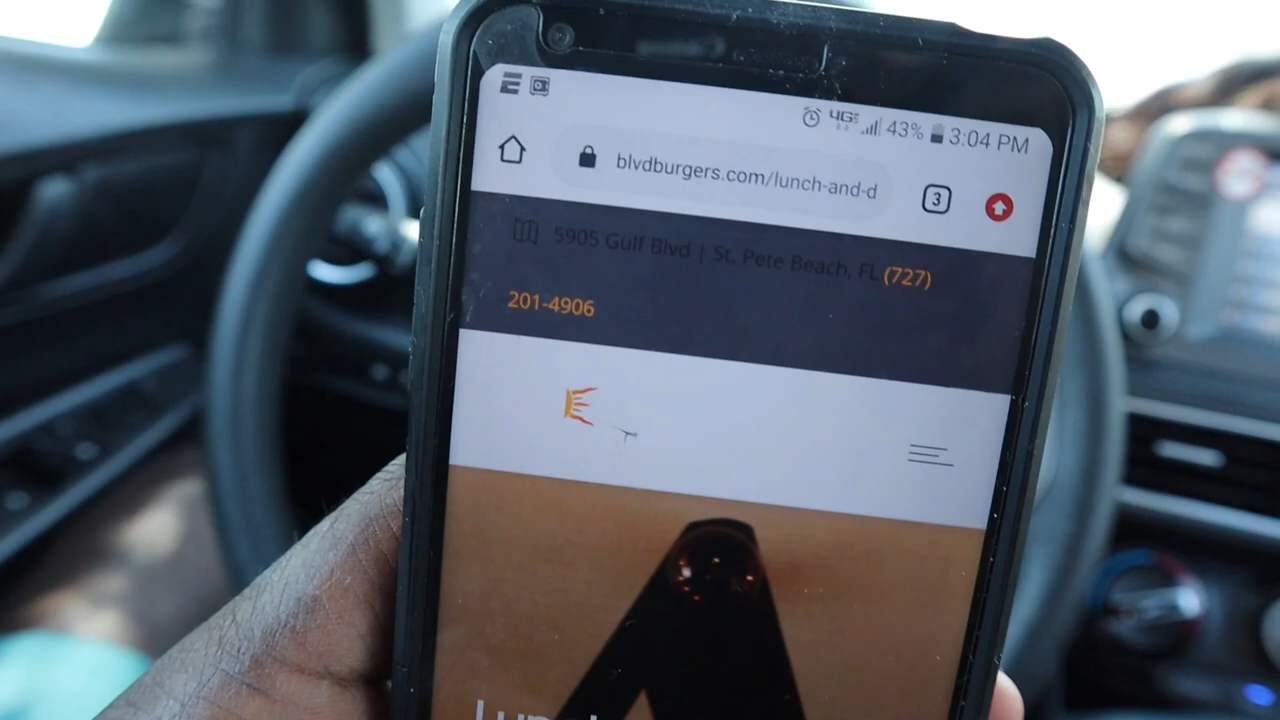 4G 43% 3:04 PM
blvdburgers.com/lunch-and-d
3
5905 Gulf Blvd | St. Pete Beach, FL (727)
201-4906
Lunch